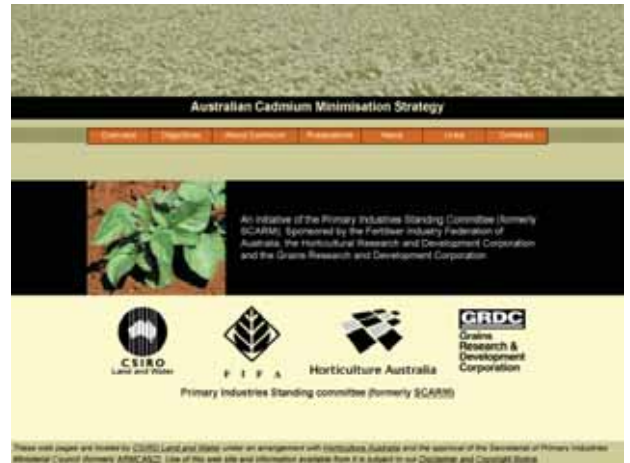 Australian Cadmium Minimisation Strategy
Overview Objectives About Cadmium Publications News Links Contacts
An initiative of the Primary Industries Standing Committee (formerly
SCARM). Sponsored by the Fertiliser Industry Federation of
Australia, the Horticultural Research and Development Corporation
and the Grains Research and Development Corporation
CSIRO
Land and Water
F I F A
Horticulture Australia
GRDC
Grains
Research &
Development
Corporation
Primary Industries Standing committee (formerly SCARM)
These web pages are hosted by CSIRO Land and Water under an arrangement with Horticulture Australia and the approval of the Secretariat of Primary Industries
Ministerial Council (formerly ARMCANZ). Use of this web site and information available from it is subject to our Disclaimer and Copyright Notice